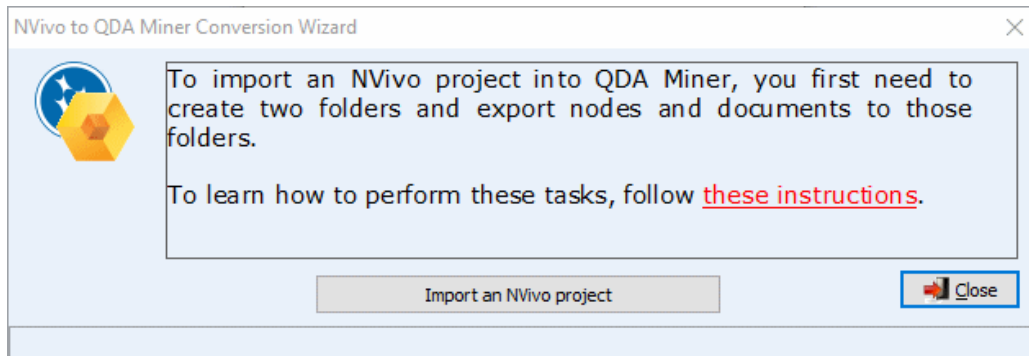 NVivo to QDA Miner Conversion Wizard
To import an NVivo project into QDA Miner, you first need to
create two folders and export nodes and documents to those
folders.
To learn how to perform these tasks, follow these instructions.
Import an NVivo project
Close